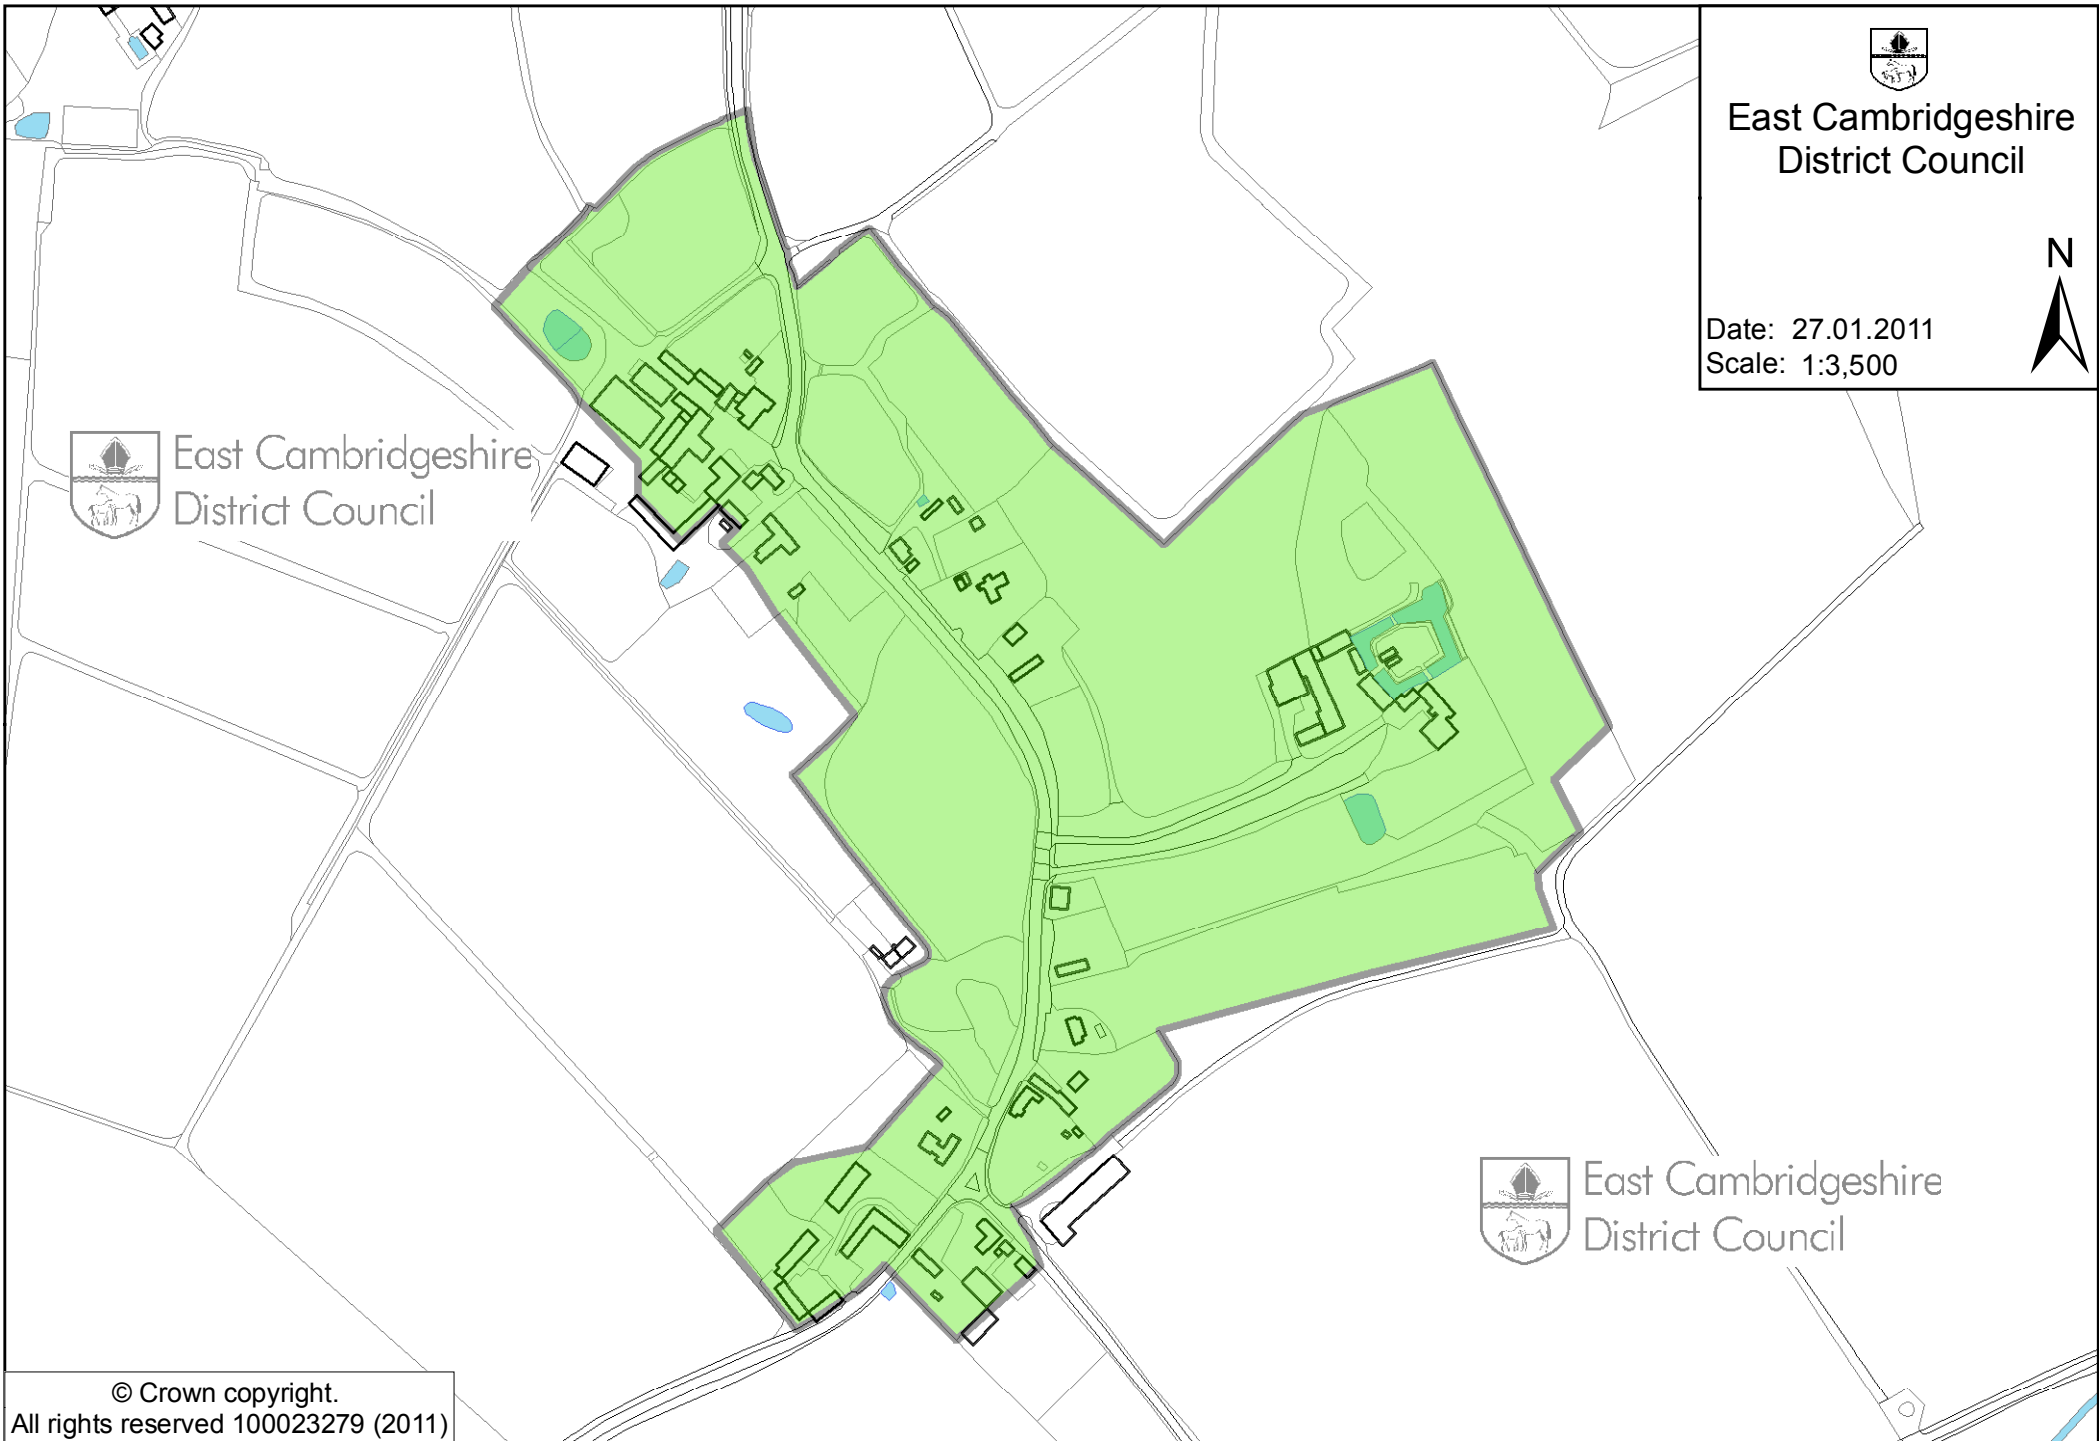 East Cambridgeshire
District Council
N
Date: 27.01.2011
Scale: 1:3,500
East Cambridgeshire
District Council
East Cambridgeshire
District Council
© Crown copyright.
All rights reserved 100023279 (2011)